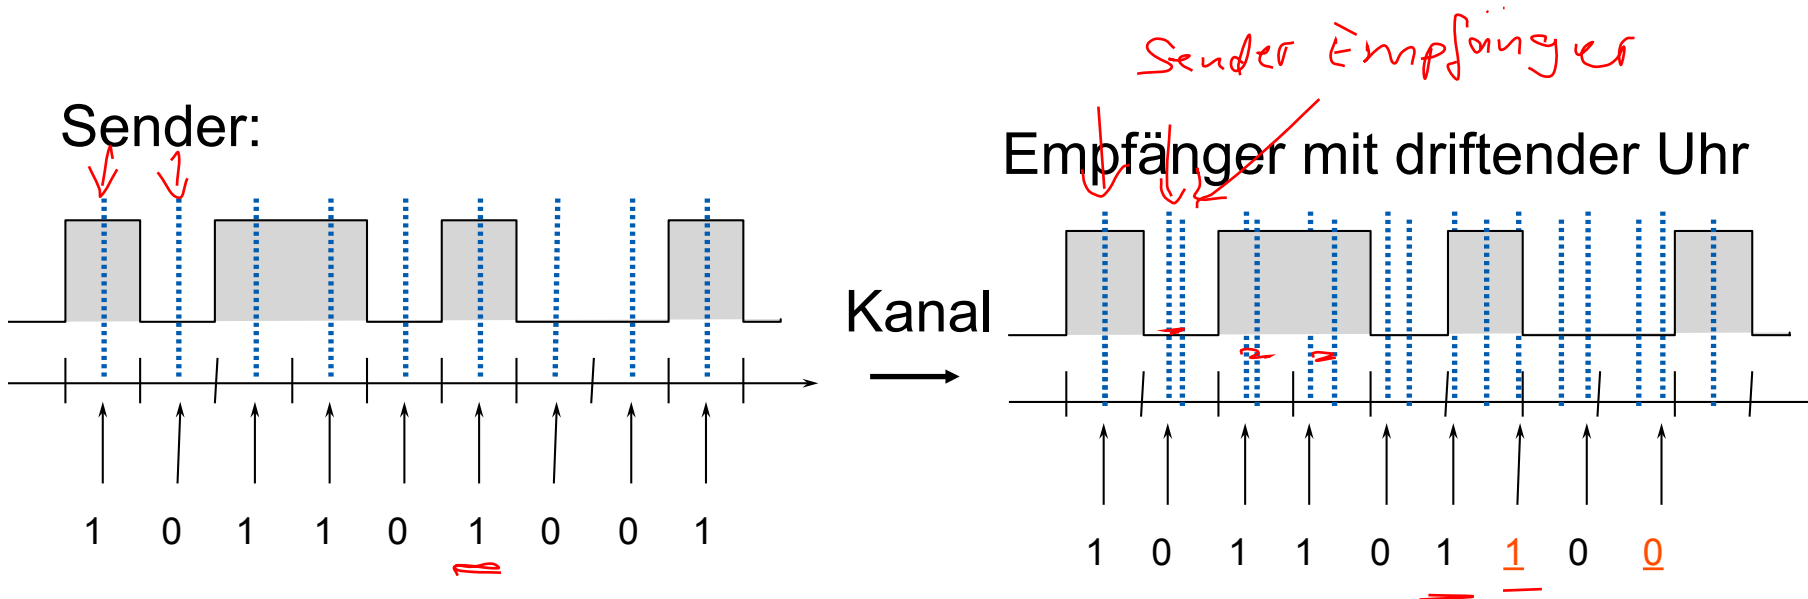 Sender Empfänger
Sender:
Empfänger mit driftender Uhr
Kanal
1 0 1 1 0 1 0 0 1
1 0 1 1 0 1 1 0 0